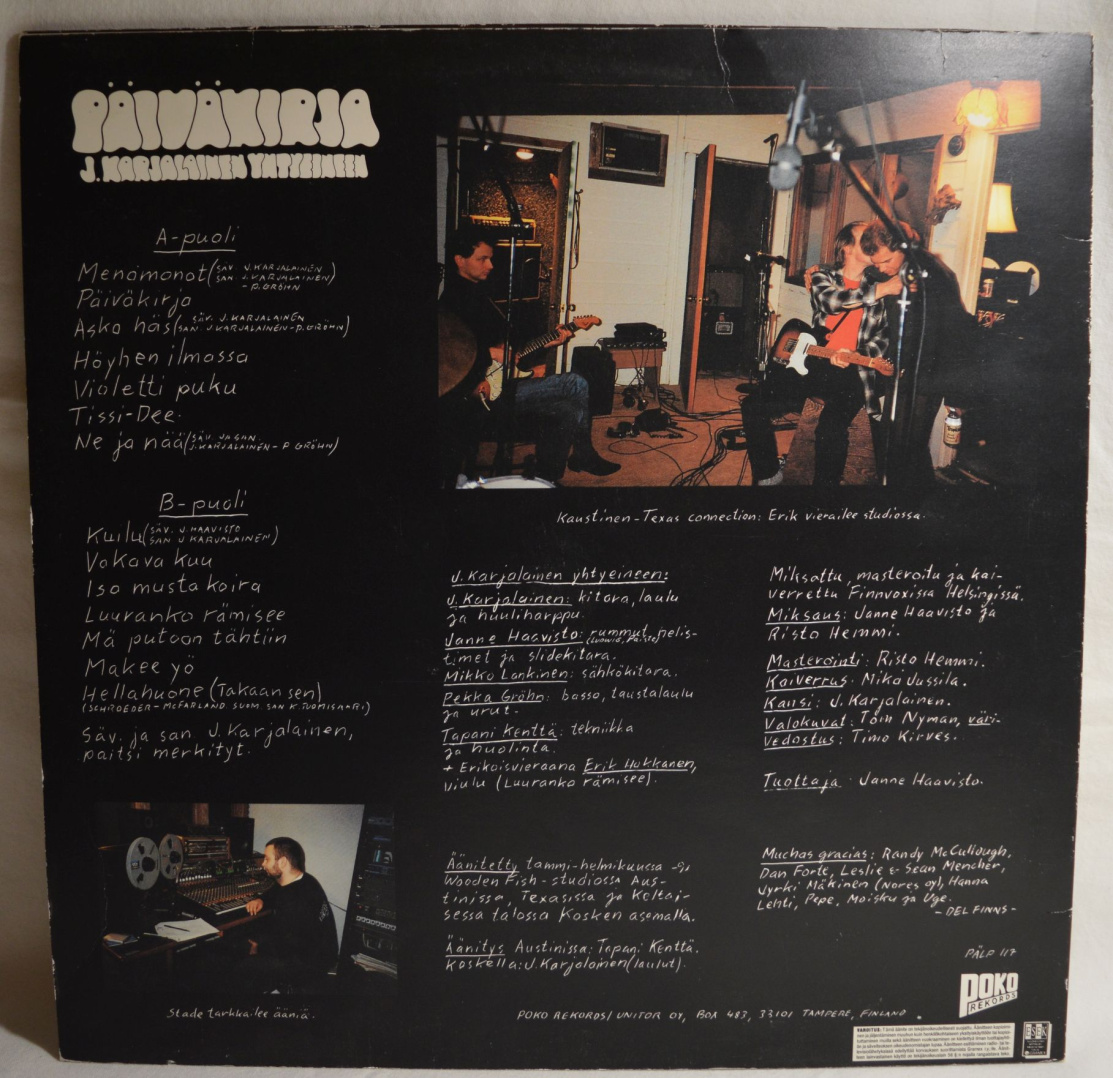 PÄIVÄKIRJA
J. KARJALAINEN YHTYEINEEN
A-puoli
Menomonot (SÄV. J. KARJALAINEN
SAN. J. KARJALAINEN
- P. GRÖHN)
Päiväkirja
Asko häs (SÄV. J. KARJALAINEN
SAN. J. KARJALAINEN - P. GRÖHN)
Höyhen ilmassa
Violetti puku
Tissi-Dee
Ne ja nää (SÄV. JA SAN.
J. KARJALAINEN - P GRÖHN)
B-puoli
Kuilu (SÄV. J. HAAVISTO
SAN J KARJALAINEN)
Vakava kuu
Iso musta koira
Luuranko rämisee
Mä putoan tähtiin
Makee yö
Hellahuone (Takaan sen)
(SCHROEDER - McFARLAND. SUOM. SAN K. TUOMISAARI)
Säv. ja san J. Karjalainen,
paitsi merkityt.
Stade tarkkailee ääniä.
Kaustinen-Texas connection: Erik vierailee studiossa.
J. Karjalainen yhtyeineen:
J. Karjalainen: kitara, laulu
ja huuliharppu.
Janne Haavisto: rummut, pelis-
(LUDWIG, PAISTE)
timet ja slidekitara.
Mikko Lankinen: sähkökitara.
Pekka Gröhn: basso, taustalaulu
ja urut.
Tapani Kenttä: tekniikka
ja huolinta.
+ Erikoisvieraana Erik Hokkanen,
viulu (Luuranko rämisee).
Äänitetty tammi-helmikuussa -91
Wooden Fish-studiossa Aus-
tinissa, Texasissa ja Keltai-
sessa talossa Kosken asemalla.
Äänitys Austinissa: Tapani Kenttä.
Koskella: J. Karjalainen (laulut).
Miksattu, masteroitu ja kai-
verrettu Finnvoxissa Helsingissä.
Miksaus: Janne Haavisto ja
Risto Hemmi.
Masterointi: Risto Hemmi.
Kaiverrus: Mika Jussila.
Kansi: J. Karjalainen.
Valokuvat: Tom Nyman, väri-
vedostus: Timo Kirves.
Tuottaja: Janne Haavisto.
Muchas gracias: Randy McCullough,
Dan Forte, Leslie & Sean Mencher,
Jyrki Mäkinen (Nores oy), Hanna
Lehti, Pepe, Moisku ja Uge.
- DEL FINNS -
PÄLP 117
POKO
RECORDS
POKO REKORDS/ UNITOR OY, BOX 483, 33101 TAMPERE, FINLAND.
VAROITUS: